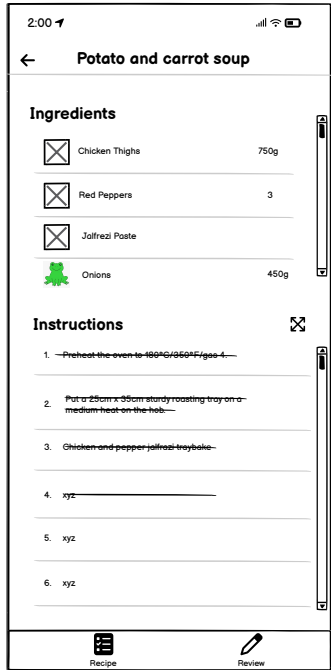 2:00
Potato and carrot soup
Ingredients
Chicken Thighs 750g
Red Peppers 3
Jalfrezi Paste
Onions 450g
Instructions
1. Preheat the oven to 180°C/350°F/gas 4.
2. Put a 25cm x 35cm sturdy roasting tray on a
medium heat on the hob.
3. Chicken and pepper jalfrezi traybake
4. xyz
5. xyz
6. xyz
Recipe Review